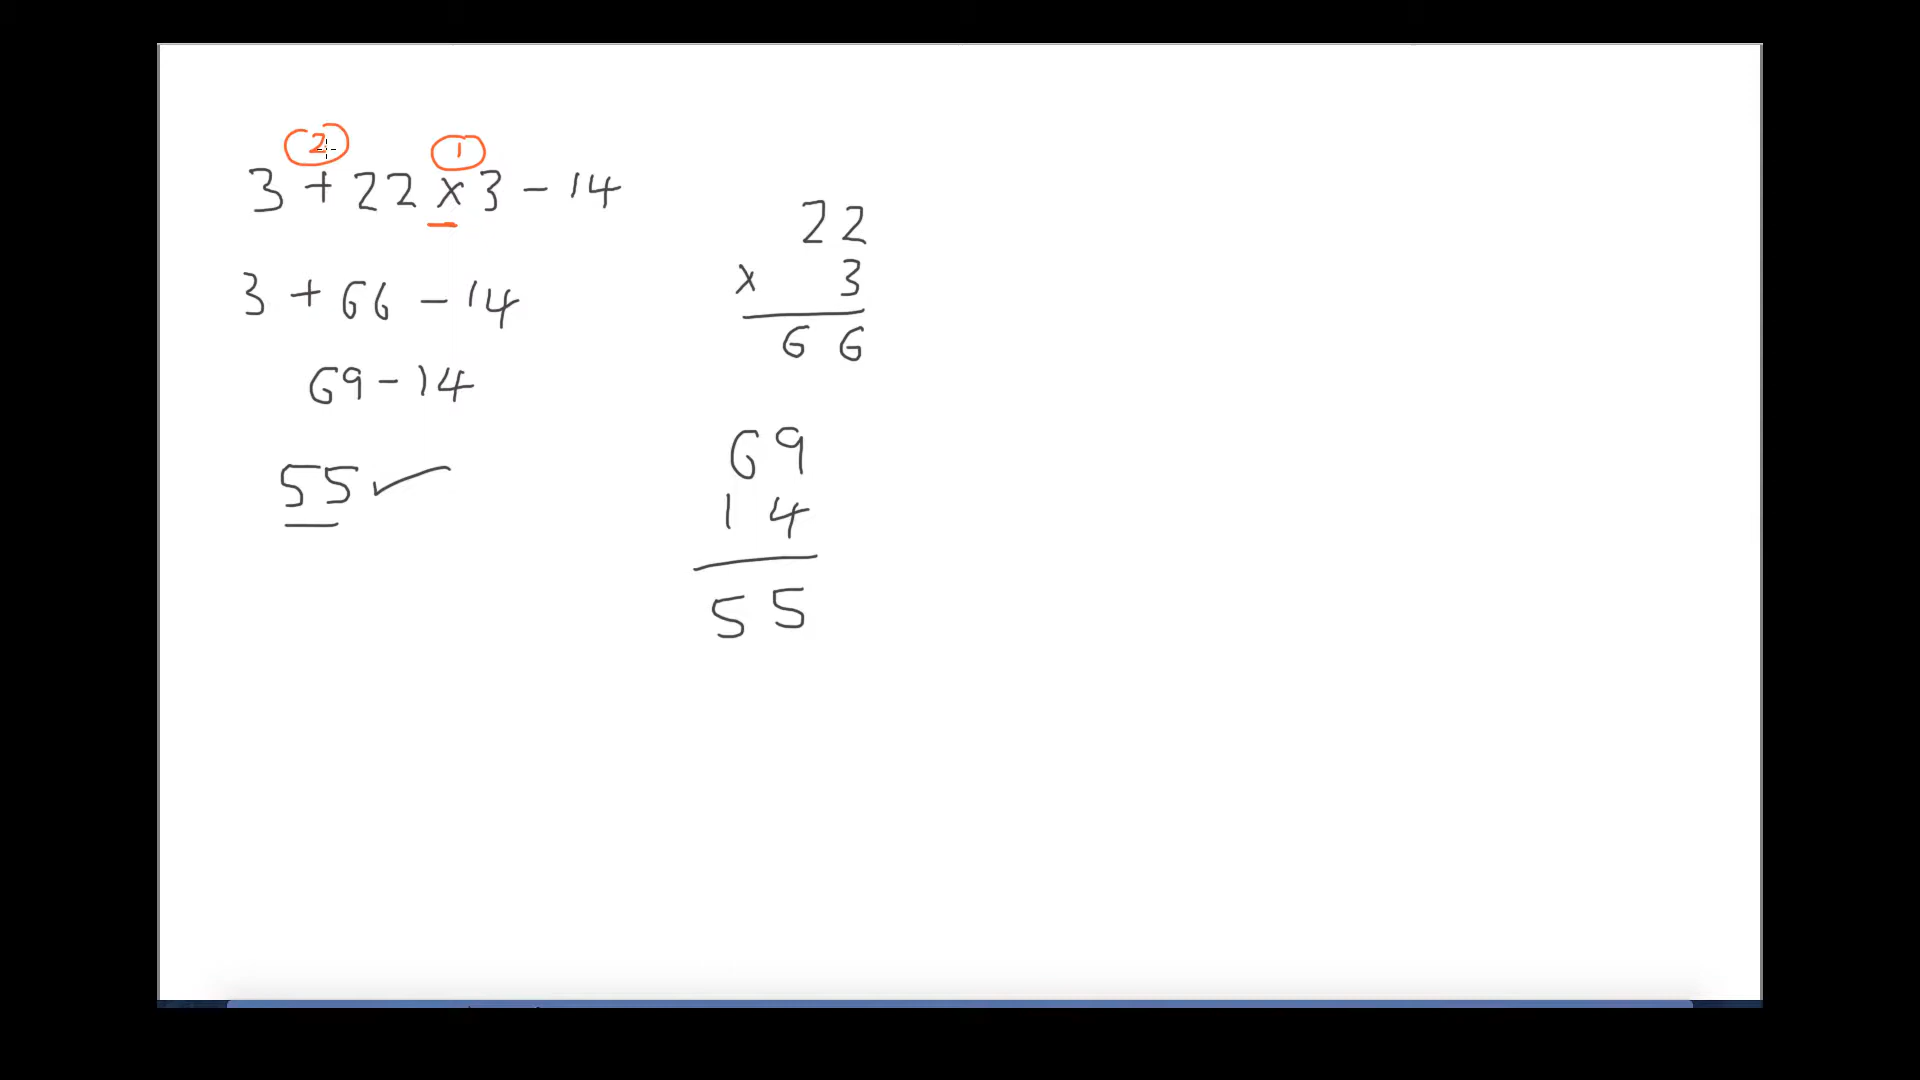 2 1
3 + 22 x 3 - 14
3 + 66 - 14
69 - 14
55 ✓
22
x 3
66
69
14
55